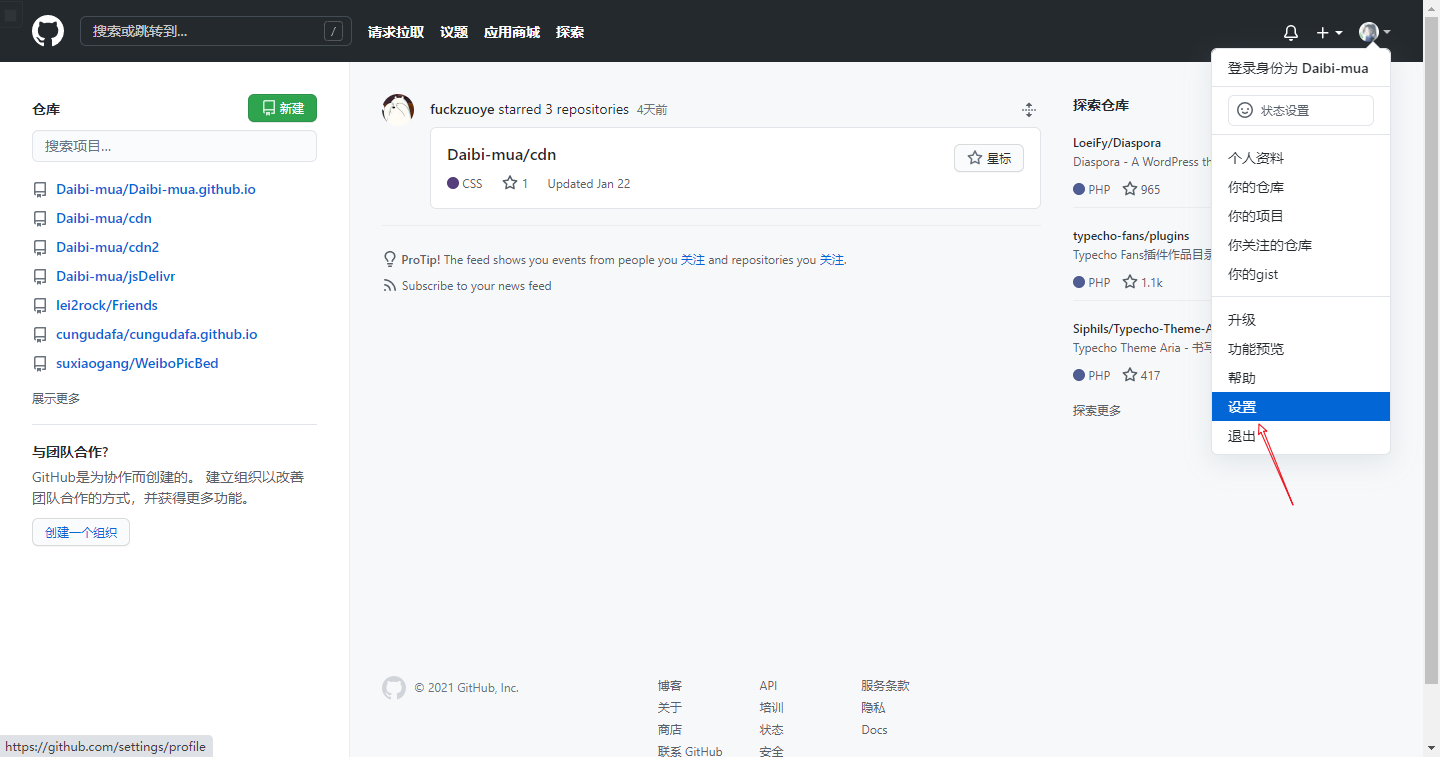 搜索或跳转到...
/
请求拉取 议题 应用商城 探索
仓库
新建
搜索项目...
Daibi-mua/Daibi-mua.github.io
Daibi-mua/cdn
Daibi-mua/cdn2
Daibi-mua/jsDelivr
lei2rock/Friends
cungudafa/cungudafa.github.io
suxiaogang/WeiboPicBed
展示更多
与团队合作?
GitHub是为协作而创建的。 建立组织以改善
团队合作的方式，并获得更多功能。
创建一个组织
fuckzuoye starred 3 repositories 4天前
Daibi-mua/cdn
星标
CSS 1 Updated Jan 22
ProTip! The feed shows you events from people you 关注 and repositories you 关注.
Subscribe to your news feed
探索仓库
LoeiFy/Diaspora
Diaspora - A WordPress th
PHP 965
typecho-fans/plugins
Typecho Fans插件作品目录
PHP 1.1k
Siphils/Typecho-Theme-A
Typecho Theme Aria - 书写
PHP 417
探索更多
登录身份为 Daibi-mua
状态设置
个人资料
你的仓库
你的项目
你关注的仓库
你的gist
升级
功能预览
帮助
设置
退出
© 2021 GitHub, Inc.
博客
关于
商店
联系 GitHub
API
培训
状态
安全
服务条款
隐私
Docs
https://github.com/settings/profile